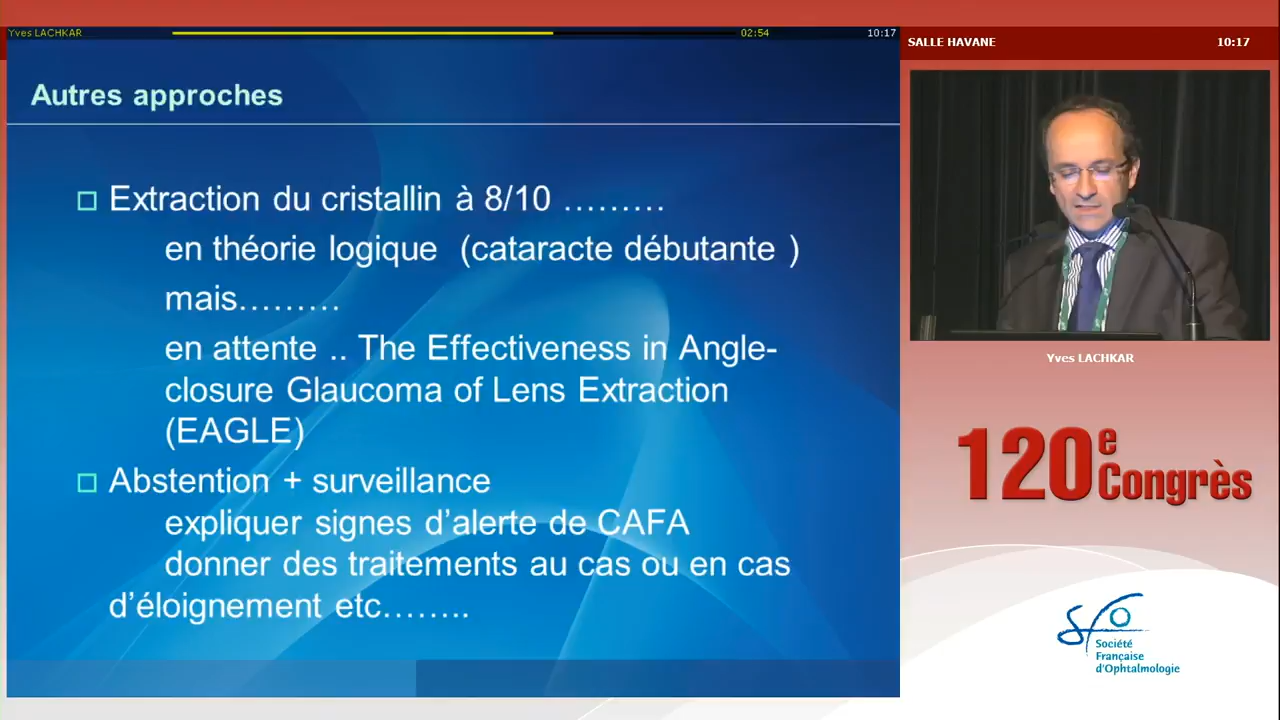 Yves LACHKAR
02:54
10:17
SALLE HAVANE
10:17
Autres approches
Extraction du cristallin à 8/10 ………
en théorie logique (cataracte débutante )
mais………
en attente .. The Effectiveness in Angle-
closure Glaucoma of Lens Extraction
(EAGLE)
Abstention + surveillance
expliquer signes d’alerte de CAFA
donner des traitements au cas ou en cas
d’éloignement etc……..
Yves LACHKAR
120e
Congrès
sfo
Société
Française
d'Ophtalmologie